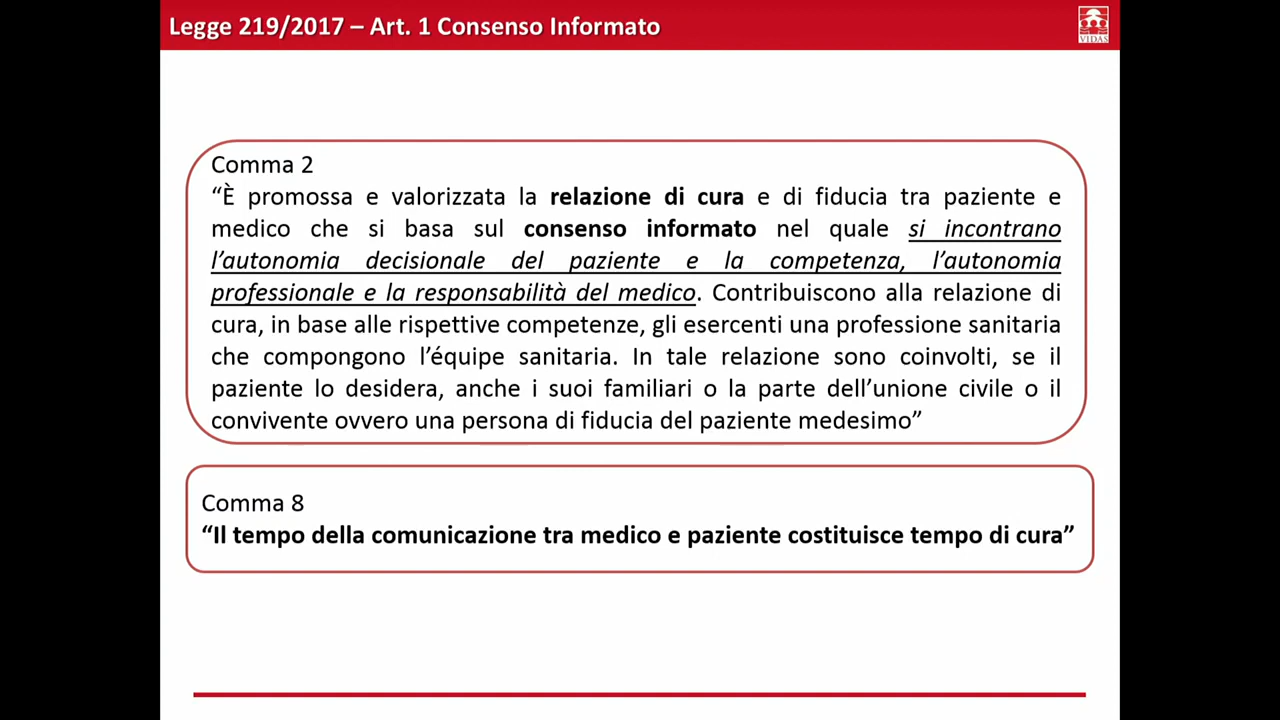 Legge 219/2017 – Art. 1 Consenso Informato
VIDAS
Comma 2
“È promossa e valorizzata la relazione di cura e di fiducia tra paziente e
medico che si basa sul consenso informato nel quale si incontrano
l’autonomia decisionale del paziente e la competenza, l’autonomia
professionale e la responsabilità del medico. Contribuiscono alla relazione di
cura, in base alle rispettive competenze, gli esercenti una professione sanitaria
che compongono l’équipe sanitaria. In tale relazione sono coinvolti, se il
paziente lo desidera, anche i suoi familiari o la parte dell’unione civile o il
convivente ovvero una persona di fiducia del paziente medesimo”
Comma 8
“Il tempo della comunicazione tra medico e paziente costituisce tempo di cura”